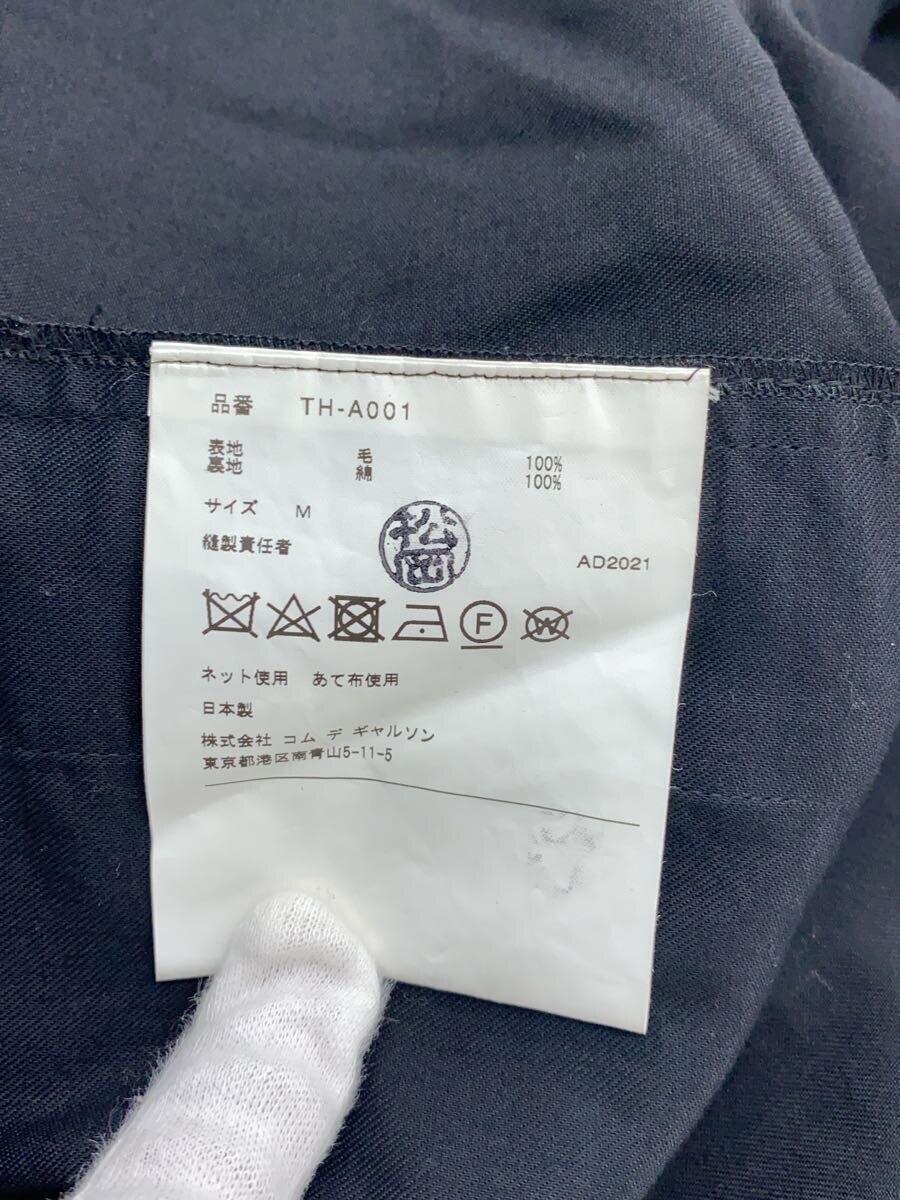 品番 TH-A001
表地 毛 100%
裏地 綿 100%
サイズ M
縫製責任者 松岡 AD2021
F W
ネット使用 あて布使用
日本製
株式会社 コム デ ギャルソン
東京都港区南青山5-11-5